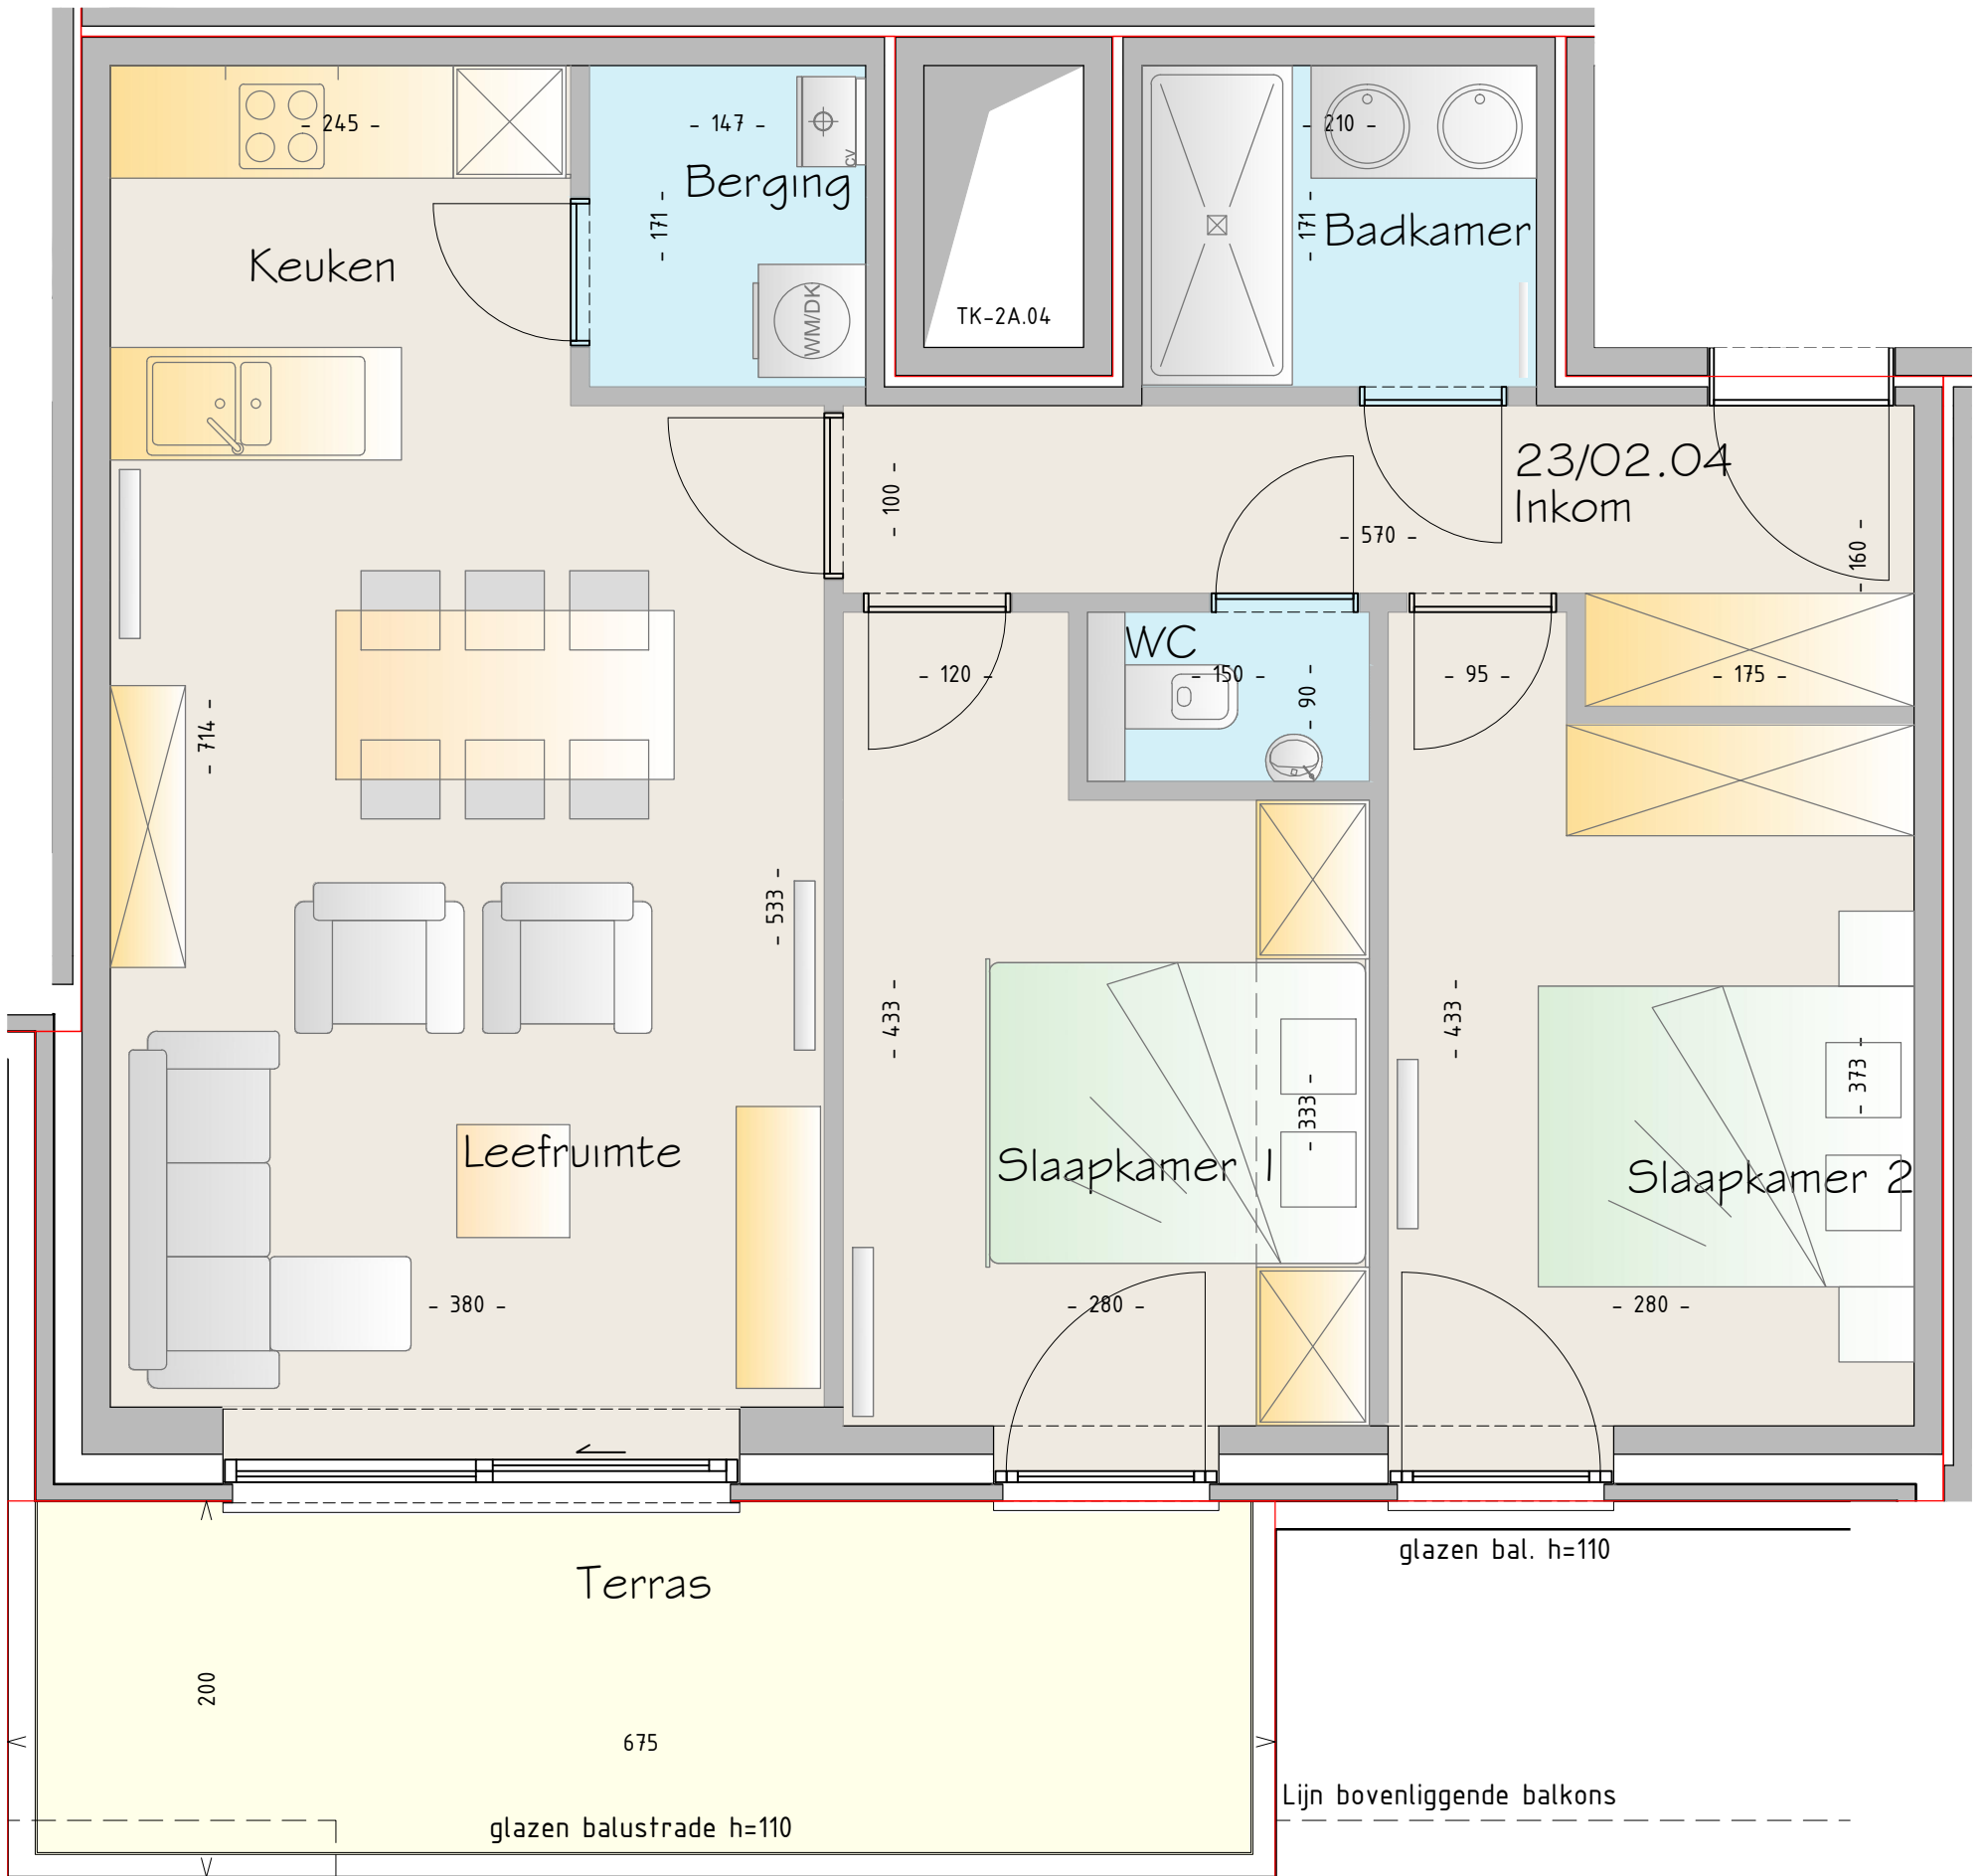 - 245 -
- 147 -
- 210 -
CV
Berging
- 171 -
- 171 -
Badkamer
Keuken
WM/DK
TK-2A.04
23/02.04
Inkom
- 100 -
- 570 -
- 160 -
WC
- 120 -
- 150 -
- 90 -
- 95 -
- 175 -
- 714 -
- 533 -
- 433 -
- 433 -
- 373 -
- 333 -
Leefruimte
Slaapkamer 1
Slaapkamer 2
- 380 -
- 280 -
- 280 -
glazen bal. h=110
Terras
200
675
Lijn bovenliggende balkons
glazen balustrade h=110